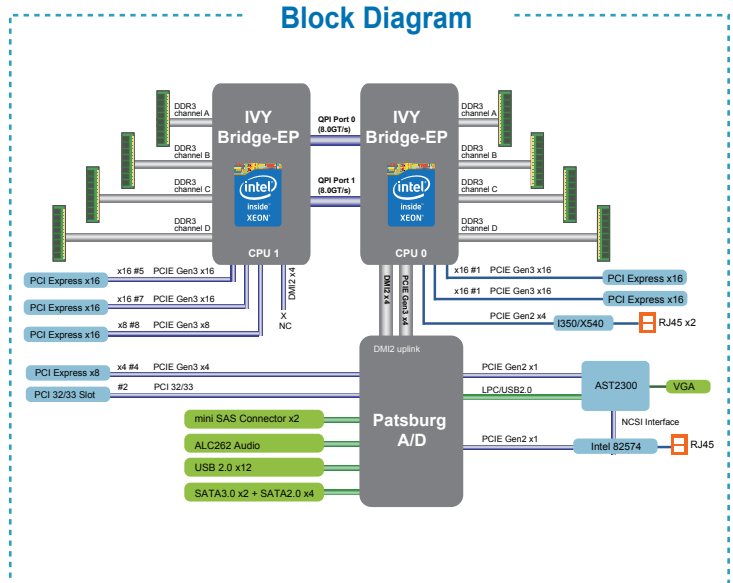 Block Diagram
IVY
Bridge-EP
intel
inside
XEON
CPU 1
DDR3
channel A
DDR3
channel B
DDR3
channel C
DDR3
channel D
QPI Port 0
(8.0GT/s)
QPI Port 1
(8.0GT/s)
IVY
Bridge-EP
intel
inside
XEON
CPU 0
DDR3
channel A
DDR3
channel B
DDR3
channel C
DDR3
channel D
PCI Express x16
x16 #5 PCIE Gen3 x16
PCI Express x16
x16 #7 PCIE Gen3 x16
PCI Express x16
x8 #8 PCIE Gen3 x8
DMI2 x4
X
NC
DMI2 x4
PCIE Gen3 x4
x16 #1 PCIE Gen3 x16
PCI Express x16
x16 #1 PCIE Gen3 x16
PCI Express x16
PCIE Gen2 x4
I350/X540
RJ45 x2
DMI2 uplink
Patsburg
A/D
PCI Express x8
x4 #4 PCIE Gen3 x4
PCI 32/33 Slot
#2 PCI 32/33
mini SAS Connector x2
ALC262 Audio
USB 2.0 x12
SATA3.0 x2 + SATA2.0 x4
PCIE Gen2 x1
LPC/USB2.0
AST2300
VGA
NCSI Interface
PCIE Gen2 x1
Intel 82574
RJ45